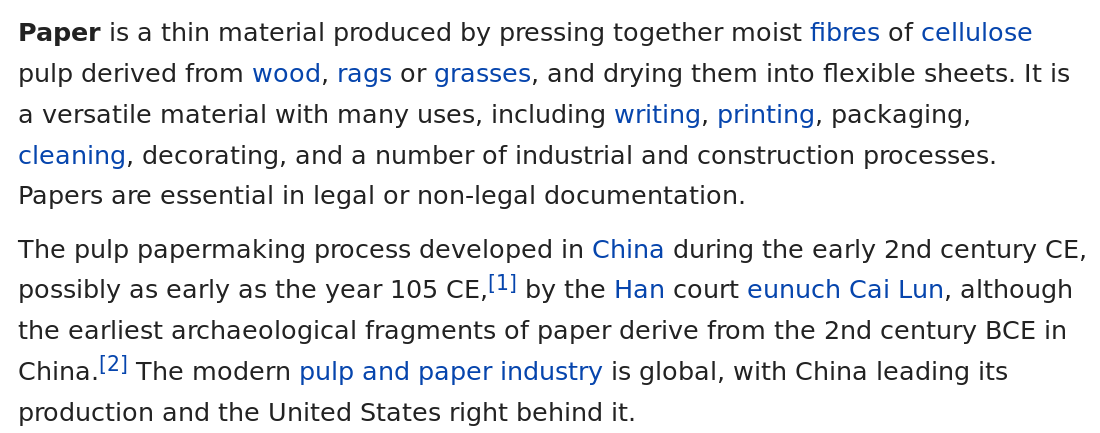 Paper is a thin material produced by pressing together moist fibres of cellulose
pulp derived from wood, rags or grasses, and drying them into flexible sheets. It is
a versatile material with many uses, including writing, printing, packaging,
cleaning, decorating, and a number of industrial and construction processes.
Papers are essential in legal or non-legal documentation.
The pulp papermaking process developed in China during the early 2nd century CE,
possibly as early as the year 105 CE,[1] by the Han court eunuch Cai Lun, although
the earliest archaeological fragments of paper derive from the 2nd century BCE in
China.[2] The modern pulp and paper industry is global, with China leading its
production and the United States right behind it.